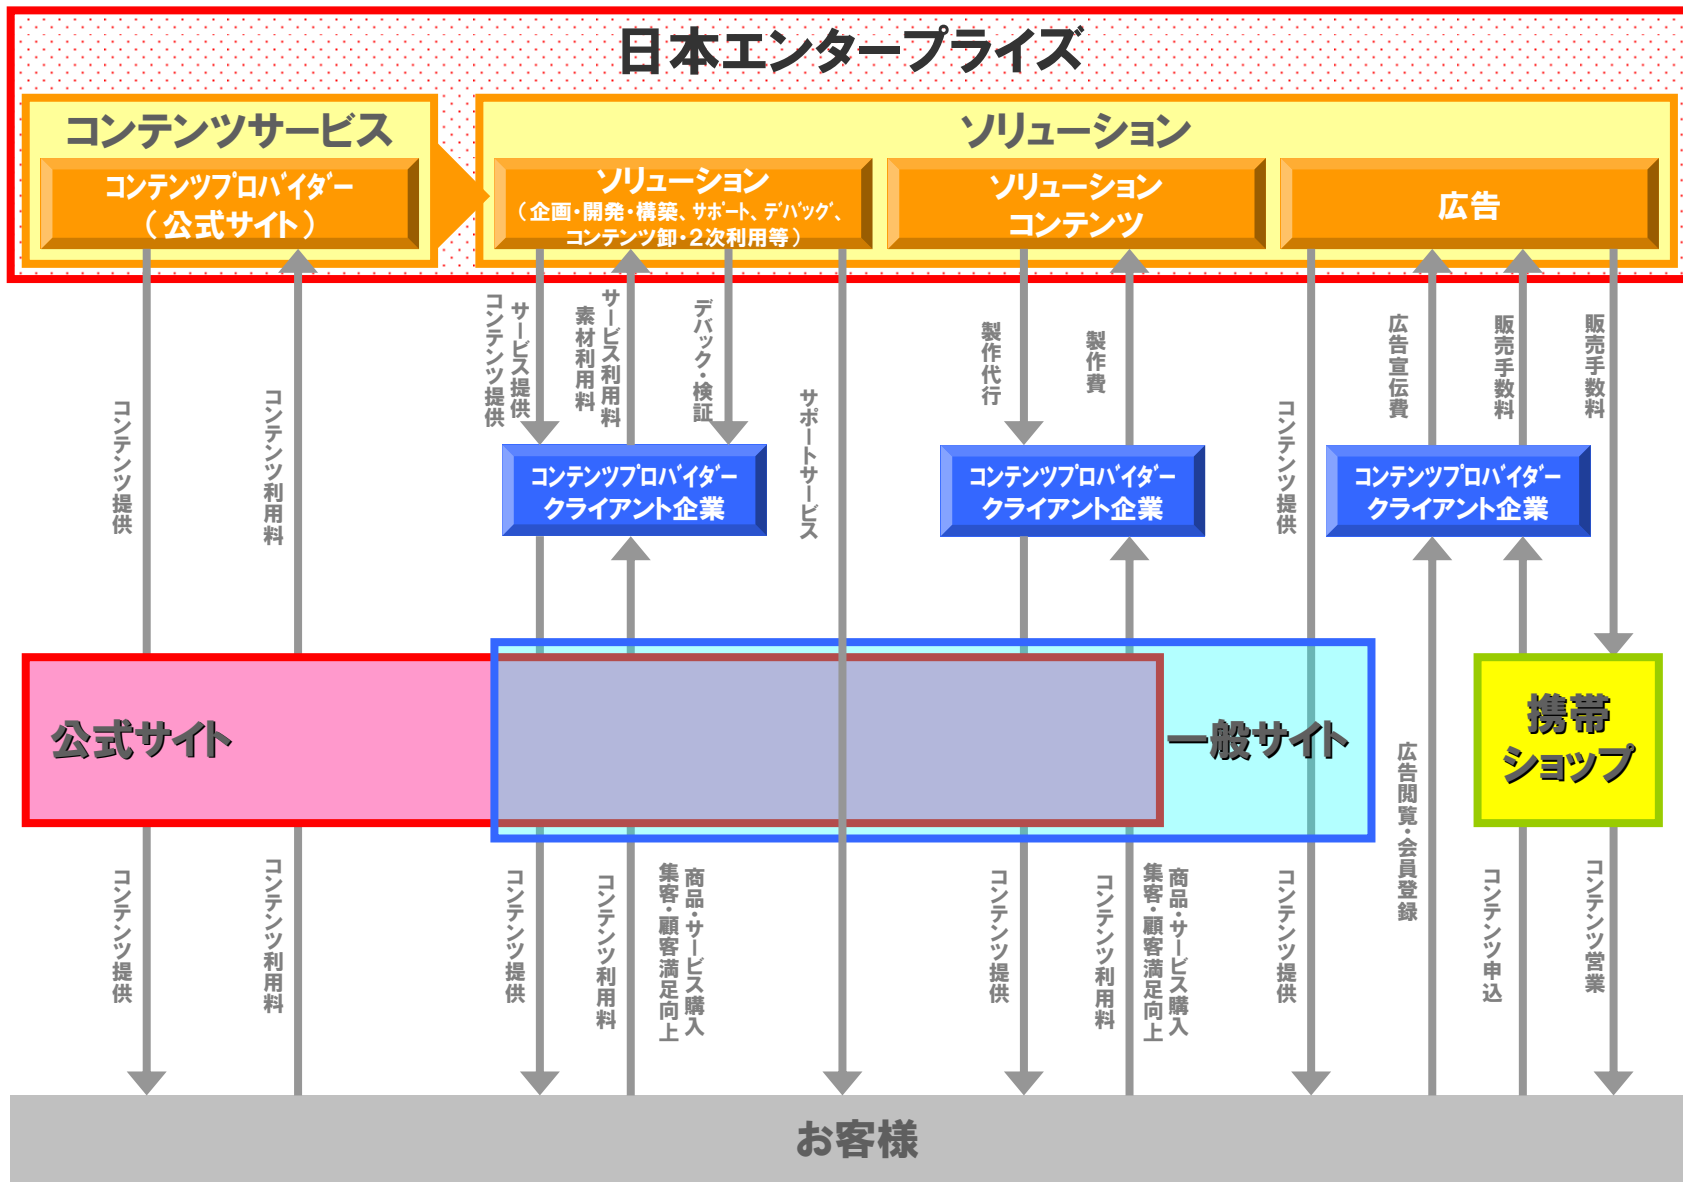 日本エンタープライズ
コンテンツサービス
ソリューション
コンテンツプロバイダー
（公式サイト）
ソリューション
（企画・開発・構築、サポート、デバッグ、
コンテンツ卸・2次利用等）
ソリューション
コンテンツ
広告
コンテンツ提供
コンテンツ利用料
サービス提供
コンテンツ提供
サービス利用料
素材利用料
デバック・検証
サポートサービス
製作代行
製作費
コンテンツ提供
広告宣伝費
販売手数料
販売手数料
コンテンツプロバイダー
クライアント企業
コンテンツプロバイダー
クライアント企業
コンテンツプロバイダー
クライアント企業
公式サイト
一般サイト
携帯
ショップ
コンテンツ提供
コンテンツ利用料
コンテンツ提供
コンテンツ利用料
商品・サービス購入
集客・顧客満足向上
コンテンツ提供
コンテンツ利用料
商品・サービス購入
集客・顧客満足向上
コンテンツ提供
広告閲覧・会員登録
コンテンツ申込
コンテンツ営業
お客様